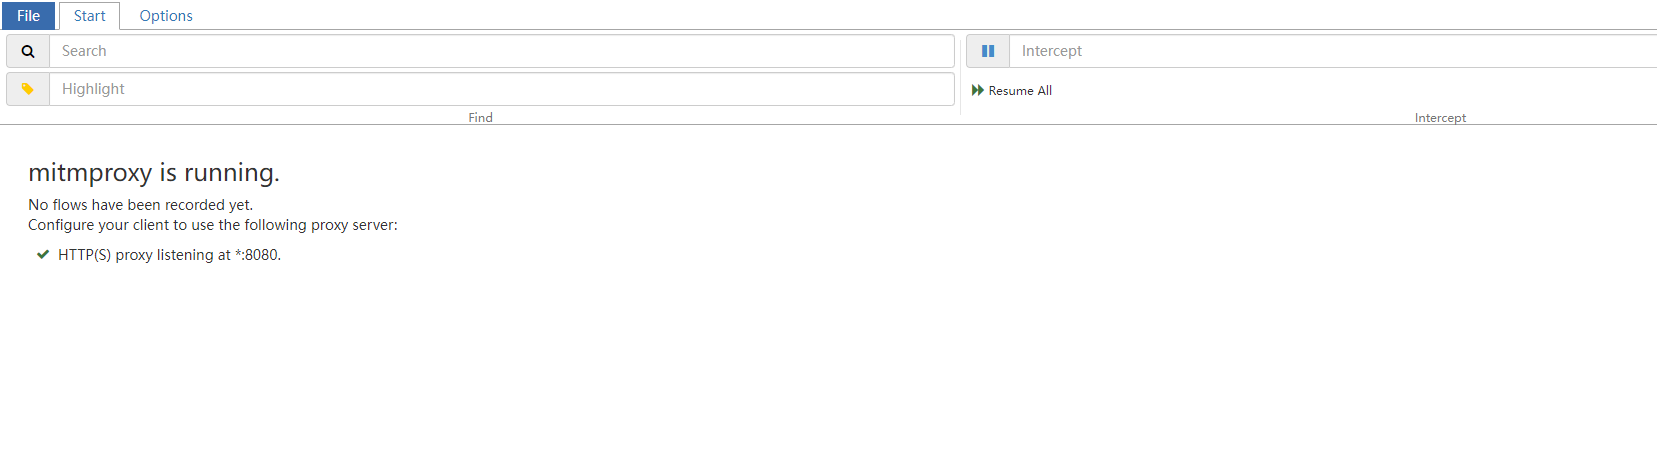 File Start Options
Search
Intercept
Highlight
Resume All
Find
Intercept
mitmproxy is running.
No flows have been recorded yet.
Configure your client to use the following proxy server:
HTTP(S) proxy listening at *:8080.